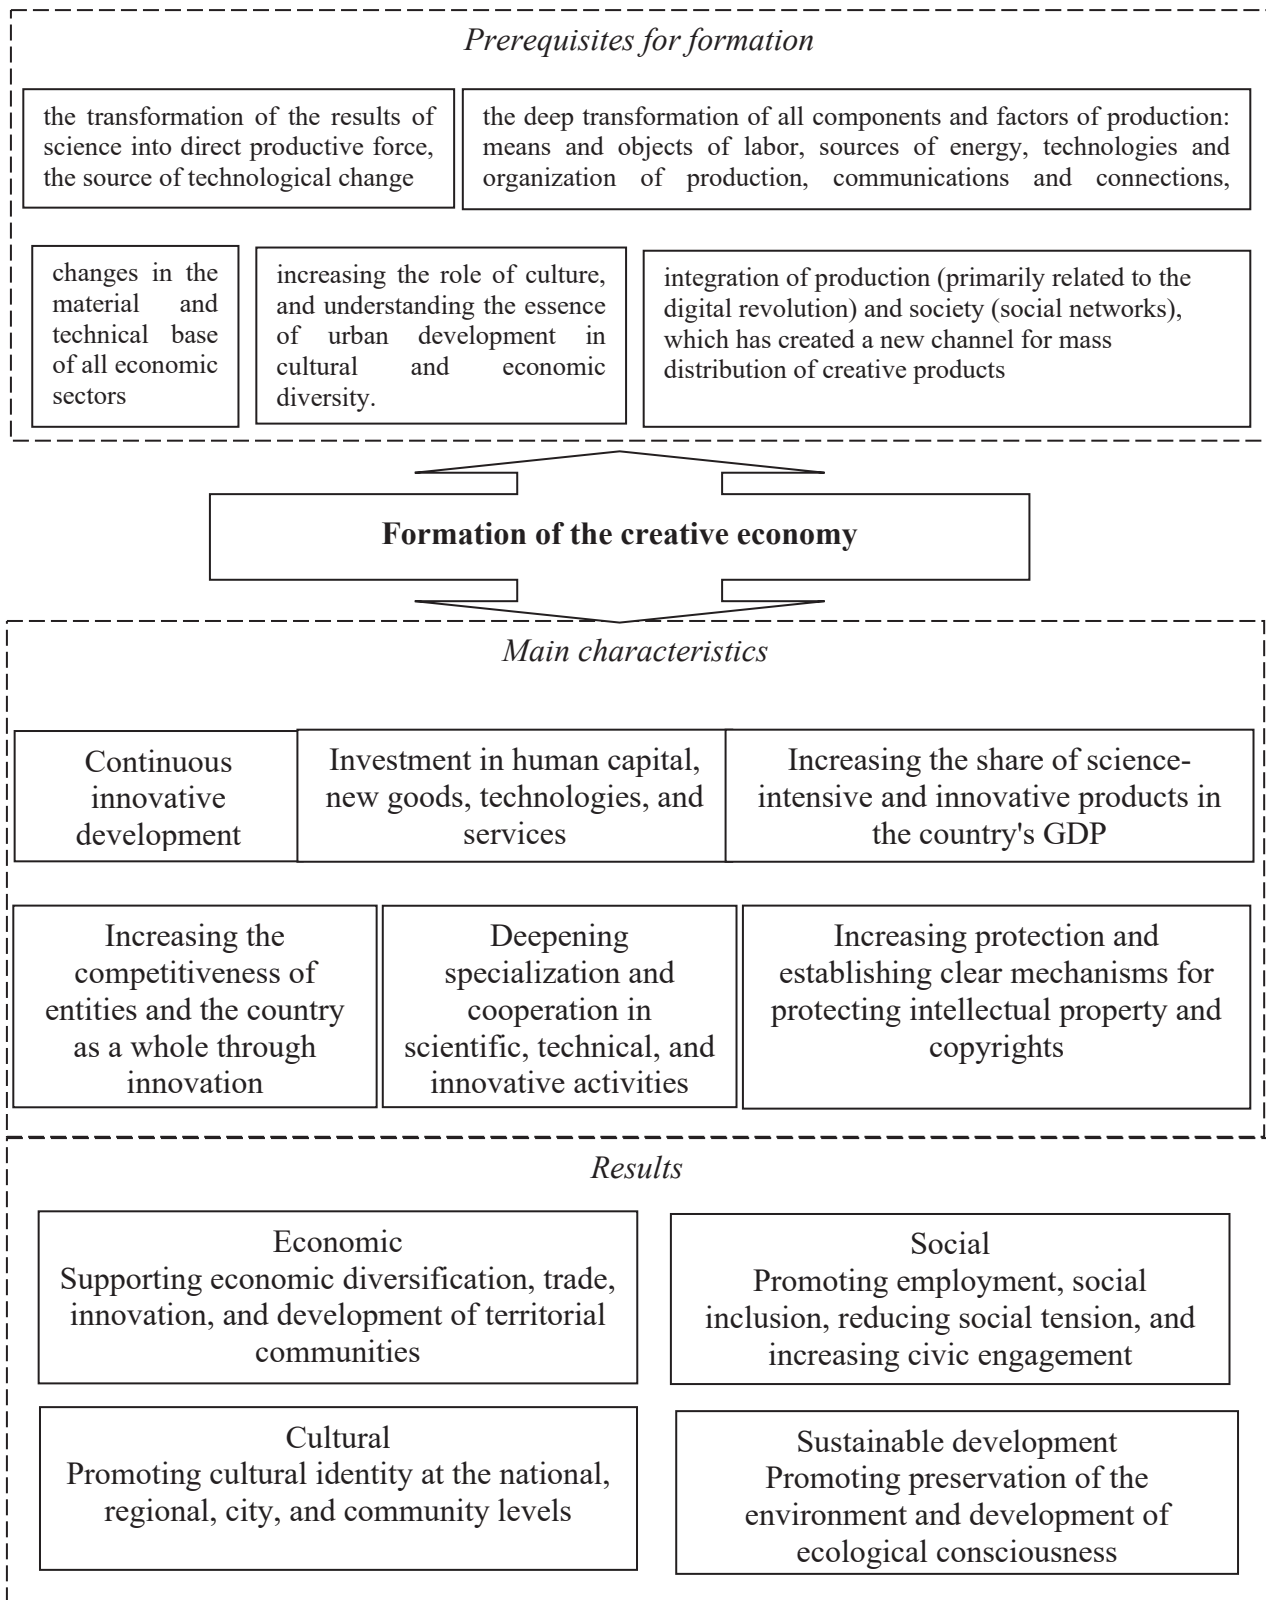 Prerequisites for formation
the transformation of the results of
science into direct productive force,
the source of technological change
the deep transformation of all components and factors of production:
means and objects of labor, sources of energy, technologies and
organization of production, communications and connections,
changes in the
material and
technical base
of all economic
sectors
increasing the role of culture,
and understanding the essence
of urban development in
cultural and economic
diversity.
integration of production (primarily related to the
digital revolution) and society (social networks),
which has created a new channel for mass
distribution of creative products
Formation of the creative economy
Main characteristics
Continuous
innovative
development
Investment in human capital,
new goods, technologies, and
services
Increasing the share of science-
intensive and innovative products in
the country's GDP
Increasing the
competitiveness of
entities and the country
as a whole through
innovation
Deepening
specialization and
cooperation in
scientific, technical, and
innovative activities
Increasing protection and
establishing clear mechanisms for
protecting intellectual property and
copyrights
Results
Economic
Supporting economic diversification, trade,
innovation, and development of territorial
communities
Social
Promoting employment, social
inclusion, reducing social tension, and
increasing civic engagement
Cultural
Promoting cultural identity at the national,
regional, city, and community levels
Sustainable development
Promoting preservation of the
environment and development of
ecological consciousness